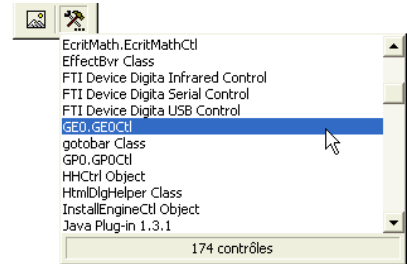 EcritMath.EcritMathCtl
EffectBvr Class
FTI Device Digita Infrared Control
FTI Device Digita Serial Control
FTI Device Digita USB Control
GE0.GE0Ctl
gotobar Class
GP0.GP0Ctl
HHCtrl Object
HtmlDlgHelper Class
InstallEngineCtl Object
Java Plug-in 1.3.1
174 contrôles